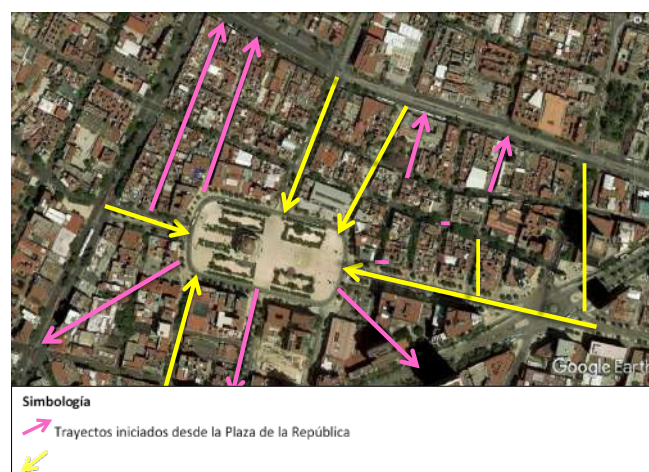 Google Earth
Simbología
Trayectos iniciados desde la Plaza de la República